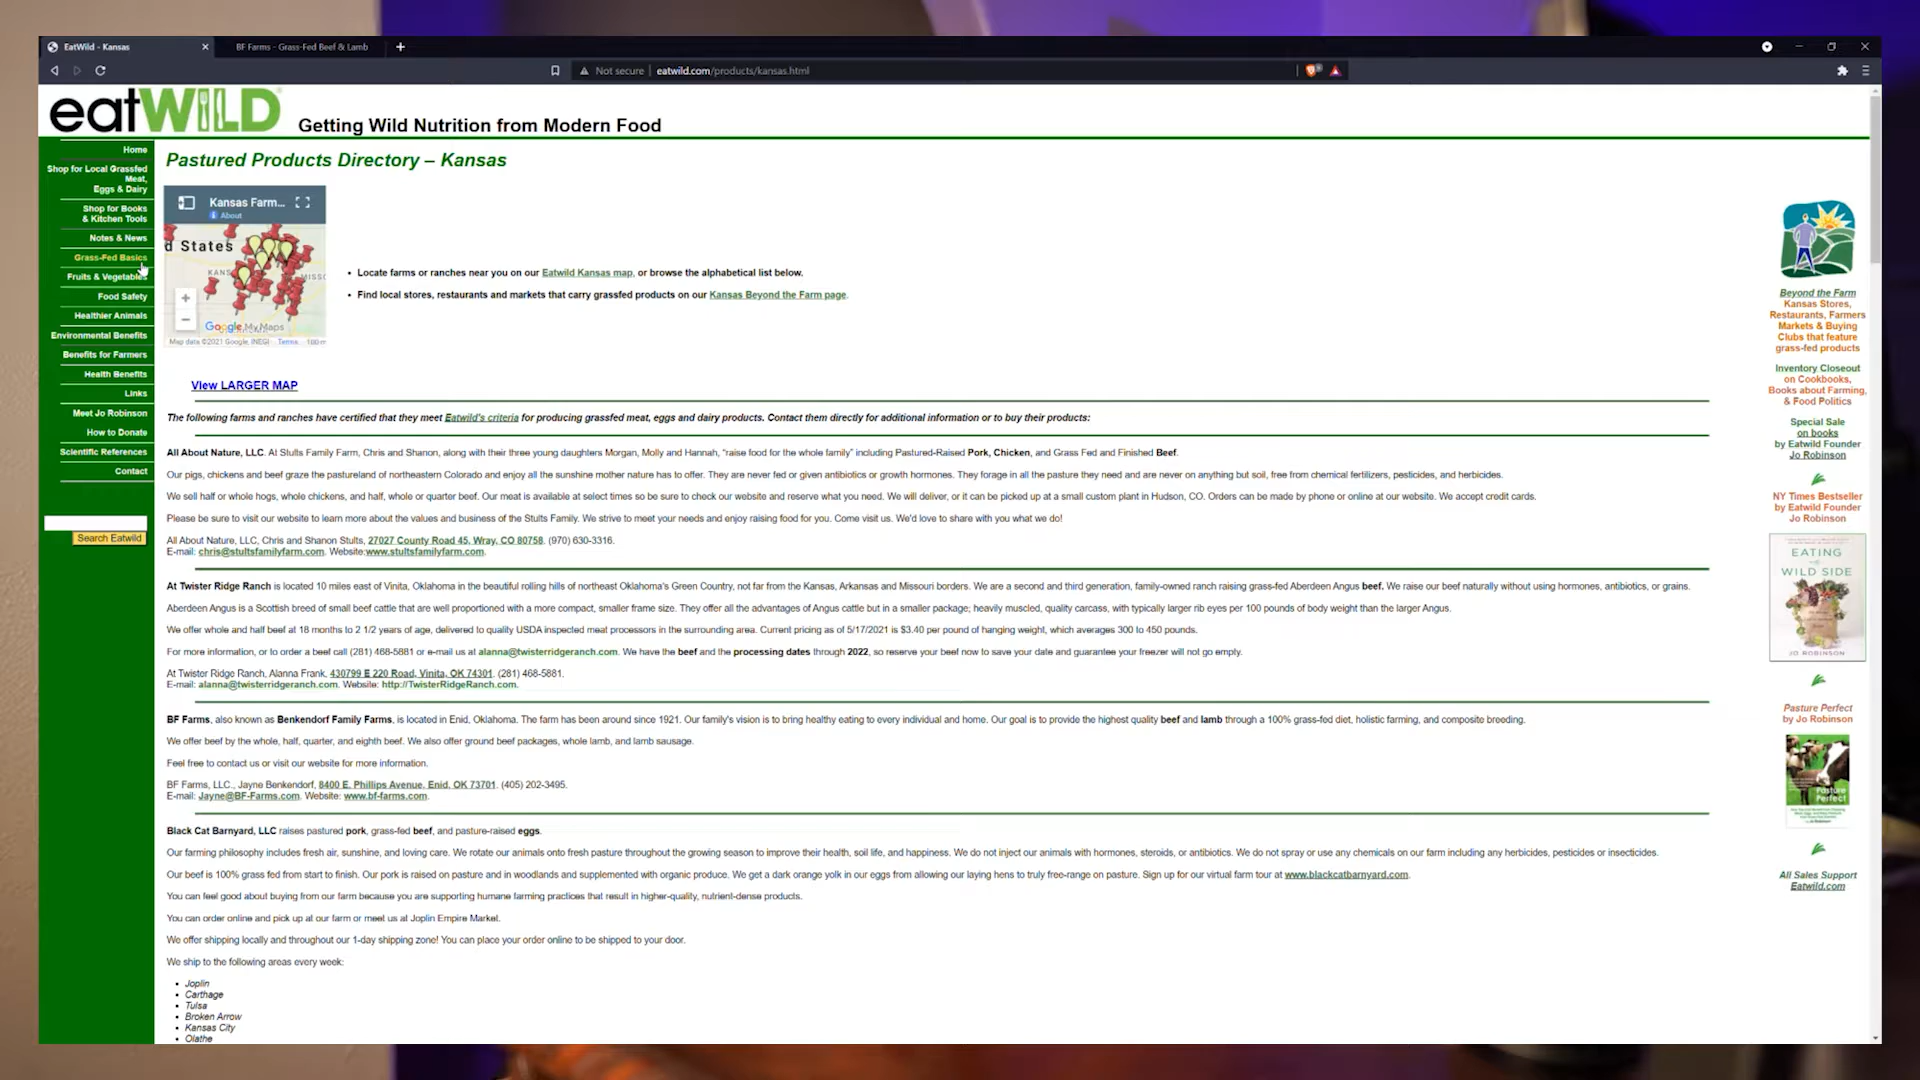 EatWild - Kansas
BF Farms - Grass-Fed Beef & Lamb
Not secure
eatwild.com/products/kansas.html
eatWILD
Getting Wild Nutrition from Modern Food
Home
Shop for Local Grassfed
Meat,
Eggs & Dairy
Shop for Books
& Kitchen Tools
Notes & News
Grass-Fed Basics
Fruits & Vegetables
Food Safety
Healthier Animals
Environmental Benefits
Benefits for Farmers
Health Benefits
Links
Meet Jo Robinson
How to Donate
Scientific References
Contact
Search Eatwild
Pastured Products Directory – Kansas
Kansas Farm...
About
d States
KANS
MISSO
Google My Maps
Map data ©2021 Google, INEGI Terms 100 m
• Locate farms or ranches near you on our Eatwild Kansas map, or browse the alphabetical list below.
• Find local stores, restaurants and markets that carry grassfed products on our Kansas Beyond the Farm page.
View LARGER MAP
The following farms and ranches have certified that they meet Eatwild's criteria for producing grassfed meat, eggs and dairy products. Contact them directly for additional information or to buy their products:
All About Nature, LLC. At Stults Family Farm, Chris and Shanon, along with their three young daughters Morgan, Molly and Hannah, "raise food for the whole family" including Pastured-Raised Pork, Chicken, and Grass Fed and Finished Beef.
Our pigs, chickens and beef graze the pastureland of northeastern Colorado and enjoy all the sunshine mother nature has to offer. They are never fed or given antibiotics or growth hormones. They forage in all the pasture they need and are never on anything but soil, free from chemical fertilizers, pesticides, and herbicides.
We sell half or whole hogs, whole chickens, and half, whole or quarter beef. Our meat is available at select times so be sure to check our website and reserve what you need. We will deliver, or it can be picked up at a small custom plant in Hudson, CO. Orders can be made by phone or online at our website. We accept credit cards.
Please be sure to visit our website to learn more about the values and business of the Stults Family. We strive to meet your needs and enjoy raising food for you. Come visit us. We'd love to share with you what we do!
All About Nature, LLC, Chris and Shanon Stults, 27027 County Road 45, Wray, CO 80758. (970) 630-3316.
E-mail: chris@stultsfamilyfarm.com. Website:www.stultsfamilyfarm.com.
At Twister Ridge Ranch is located 10 miles east of Vinita, Oklahoma in the beautiful rolling hills of northeast Oklahoma's Green Country, not far from the Kansas, Arkansas and Missouri borders. We are a second and third generation, family-owned ranch raising grass-fed Aberdeen Angus beef. We raise our beef naturally without using hormones, antibiotics, or grains.
Aberdeen Angus is a Scottish breed of small beef cattle that are well proportioned with a more compact, smaller frame size. They offer all the advantages of Angus cattle but in a smaller package; heavily muscled, quality carcass, with typically larger rib eyes per 100 pounds of body weight than the larger Angus.
We offer whole and half beef at 18 months to 2 1/2 years of age, delivered to quality USDA inspected meat processors in the surrounding area. Current pricing as of 5/17/2021 is $3.40 per pound of hanging weight, which averages 300 to 450 pounds.
For more information, or to order a beef call (281) 468-5881 or e-mail us at alanna@twisterridgeranch.com. We have the beef and the processing dates through 2022, so reserve your beef now to save your date and guarantee your freezer will not go empty.
At Twister Ridge Ranch, Alanna Frank, 430799 E 220 Road, Vinita, OK 74301. (281) 468-5881.
E-mail: alanna@twisterridgeranch.com. Website: http://TwisterRidgeRanch.com.
BF Farms, also known as Benkendorf Family Farms, is located in Enid, Oklahoma. The farm has been around since 1921. Our family's vision is to bring healthy eating to every individual and home. Our goal is to provide the highest quality beef and lamb through a 100% grass-fed diet, holistic farming, and composite breeding.
We offer beef by the whole, half, quarter, and eighth beef. We also offer ground beef packages, whole lamb, and lamb sausage.
Feel free to contact us or visit our website for more information.
BF Farms, LLC., Jayne Benkendorf, 8400 E. Phillips Avenue, Enid, OK 73701. (405) 202-3495.
E-mail: Jayne@BF-Farms.com. Website: www.bf-farms.com.
Black Cat Barnyard, LLC raises pastured pork, grass-fed beef, and pasture-raised eggs.
Our farming philosophy includes fresh air, sunshine, and loving care. We rotate our animals onto fresh pasture throughout the growing season to improve their health, soil life, and happiness. We do not inject our animals with hormones, steroids, or antibiotics. We do not spray or use any chemicals on our farm including any herbicides, pesticides or insecticides.
Our beef is 100% grass fed from start to finish. Our pork is raised on pasture and in woodlands and supplemented with organic produce. We get a dark orange yolk in our eggs from allowing our laying hens to truly free-range on pasture. Sign up for our virtual farm tour at www.blackcatbarnyard.com.
You can feel good about buying from our farm because you are supporting humane farming practices that result in higher-quality, nutrient-dense products.
You can order online and pick up at our farm or meet us at Joplin Empire Market.
We offer shipping locally and throughout our 1-day shipping zone! You can place your order online to be shipped to your door.
We ship to the following areas every week:
• Joplin
• Carthage
• Tulsa
• Broken Arrow
• Kansas City
• Olathe
Beyond the Farm
Kansas Stores,
Restaurants, Farmers
Markets & Buying
Clubs that feature
grass-fed products
Inventory Closeout
on Cookbooks,
Books about Farming,
& Food Politics
Special Sale
on books
by Eatwild Founder
Jo Robinson
NY Times Bestseller
by Eatwild Founder
Jo Robinson
EATING
WILD SIDE
JO ROBINSON
Pasture Perfect
by Jo Robinson
Pasture
Perfect
All Sales Support
Eatwild.com